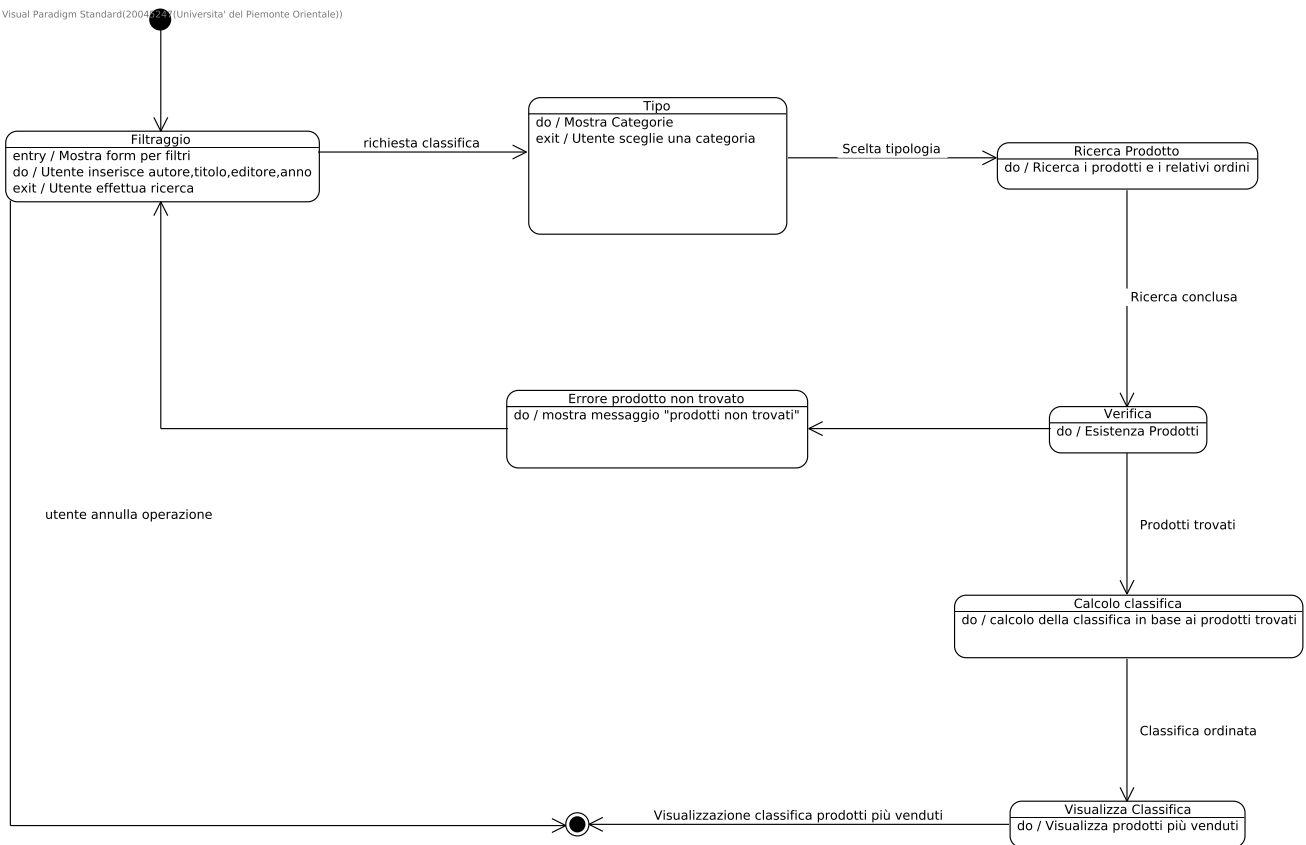 Visual Paradigm Standard(20045247(Universita' del Piemonte Orientale))
Filtraggio
entry / Mostra form per filtri
do / Utente inserisce autore,titolo,editore,anno
exit / Utente effettua ricerca
richiesta classifica
Tipo
do / Mostra Categorie
exit / Utente sceglie una categoria
Scelta tipologia
Ricerca Prodotto
do / Ricerca i prodotti e i relativi ordini
Ricerca conclusa
Errore prodotto non trovato
do / mostra messaggio "prodotti non trovati"
Verifica
do / Esistenza Prodotti
utente annulla operazione
Prodotti trovati
Calcolo classifica
do / calcolo della classifica in base ai prodotti trovati
Classifica ordinata
Visualizzazione classifica prodotti più venduti
Visualizza Classifica
do / Visualizza prodotti più venduti